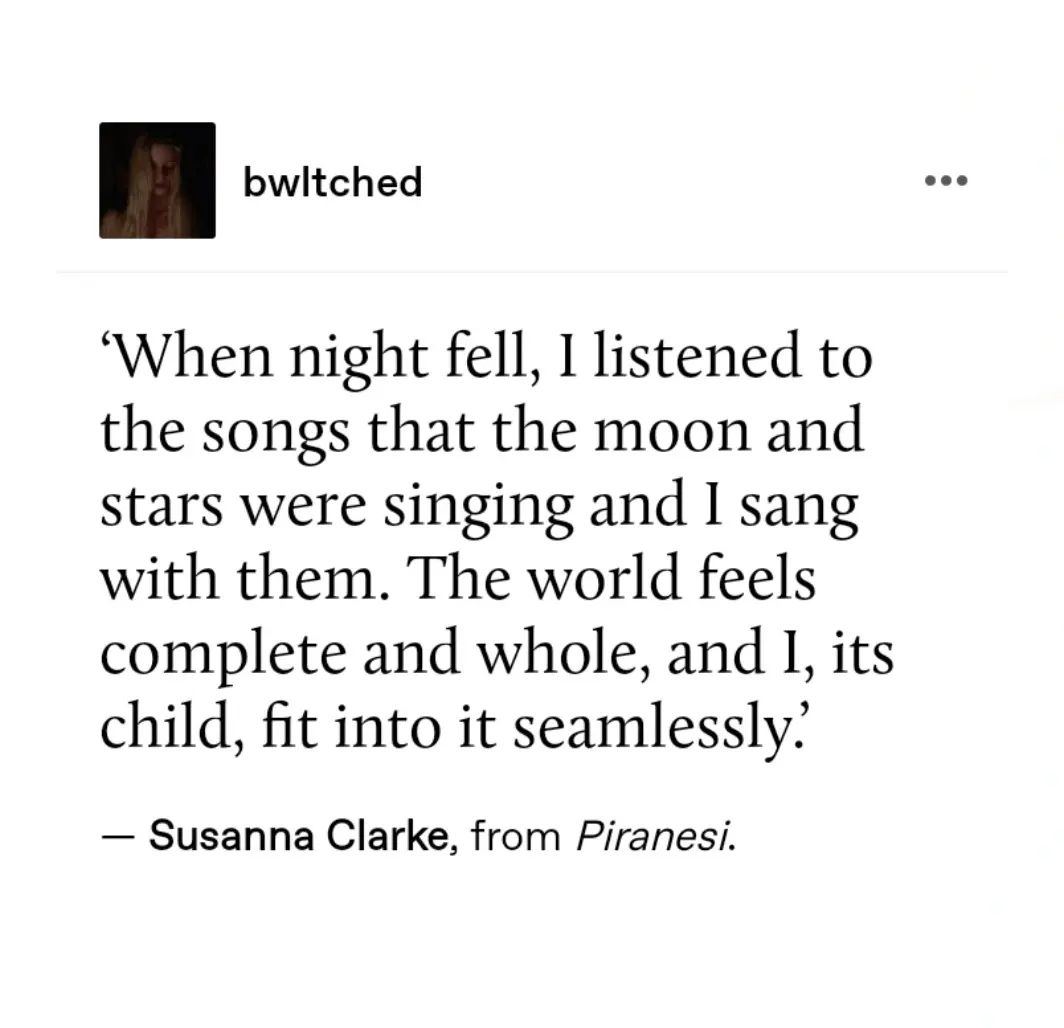 bwltched
‘When night fell, I listened to
the songs that the moon and
stars were singing and I sang
with them. The world feels
complete and whole, and I, its
child, fit into it seamlessly.’
— Susanna Clarke, from Piranesi.